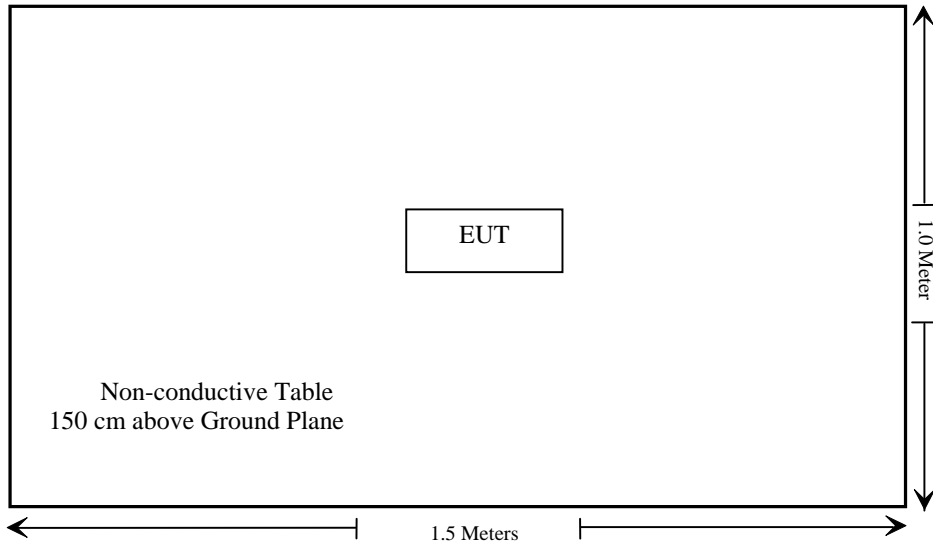 EUT
1.0 Meter
Non-conductive Table
150 cm above Ground Plane
1.5 Meters